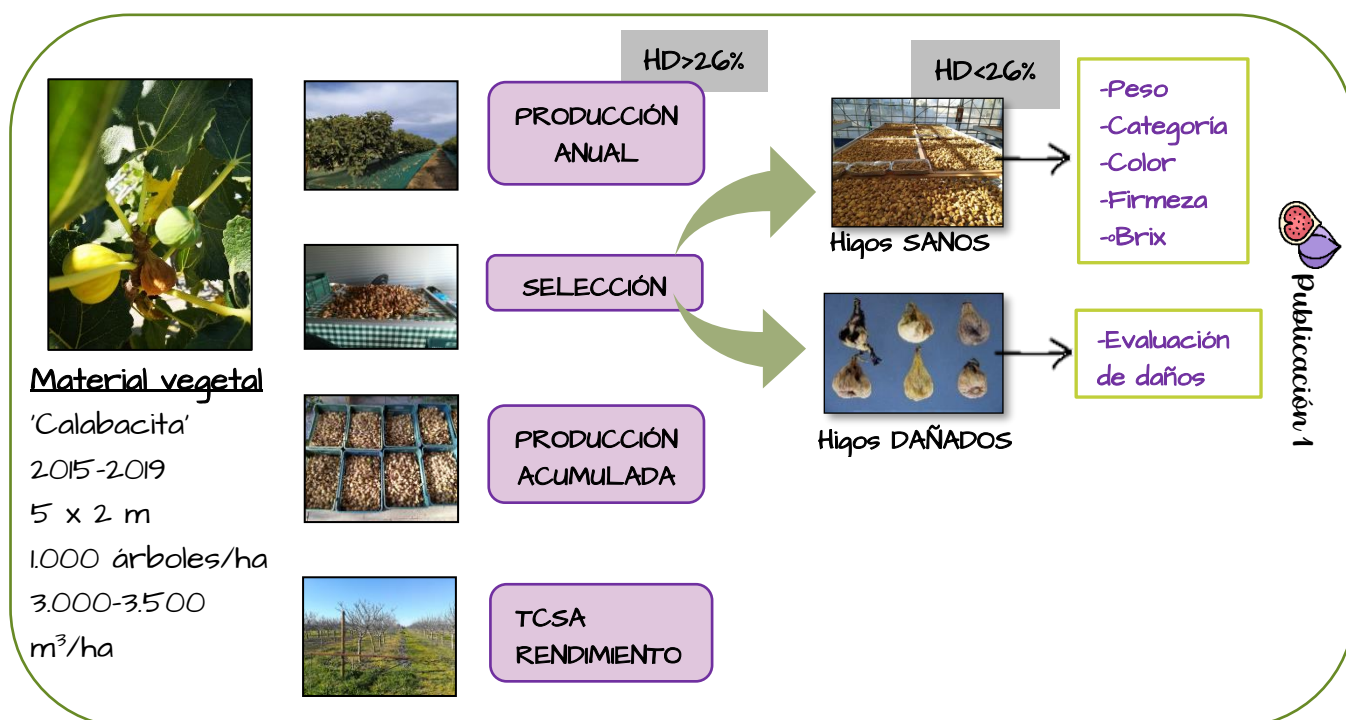 HD>26%
HD<26%
PRODUCCIÓN
ANUAL
SELECCIÓN
PRODUCCIÓN
ACUMULADA
TCSA
RENDIMIENTO
Material vegetal
'Calabacita'
2015-2019
5 x 2 m
1.000 árboles/ha
3.000-3.500
m³/ha
Higos SANOS
Higos DAÑADOS
-Peso
-Categoría
-Color
-Firmeza
-ºBrix
-Evaluación
de daños
Publicación 1